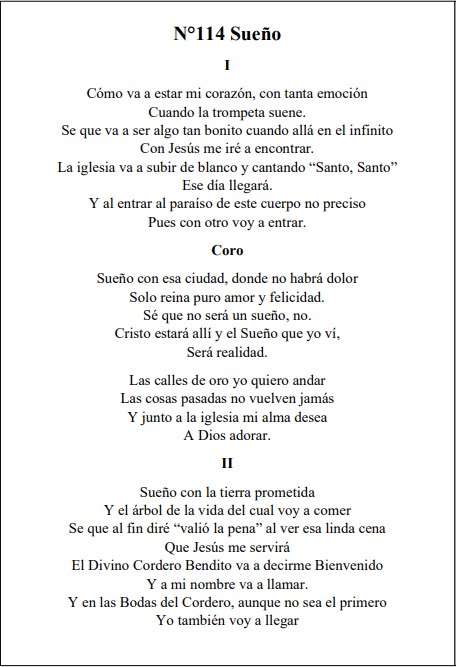 N°114 Sueño
I
Cómo va a estar mi corazón, con tanta emoción
Cuando la trompeta suene.
Se que va a ser algo tan bonito cuando allá en el infinito
Con Jesús me iré a encontrar.
La iglesia va a subir de blanco y cantando “Santo, Santo”
Ese día llegará.
Y al entrar al paraíso de este cuerpo no preciso
Pues con otro voy a entrar.
Coro
Sueño con esa ciudad, donde no habrá dolor
Solo reina puro amor y felicidad.
Sé que no será un sueño, no.
Cristo estará allí y el Sueño que yo ví,
Será realidad.
Las calles de oro yo quiero andar
Las cosas pasadas no vuelven jamás
Y junto a la iglesia mi alma desea
A Dios adorar.
II
Sueño con la tierra prometida
Y el árbol de la vida del cual voy a comer
Se que al fin diré “valió la pena” al ver esa linda cena
Que Jesús me servirá
El Divino Cordero Bendito va a decirme Bienvenido
Y a mi nombre va a llamar.
Y en las Bodas del Cordero, aunque no sea el primero
Yo también voy a llegar